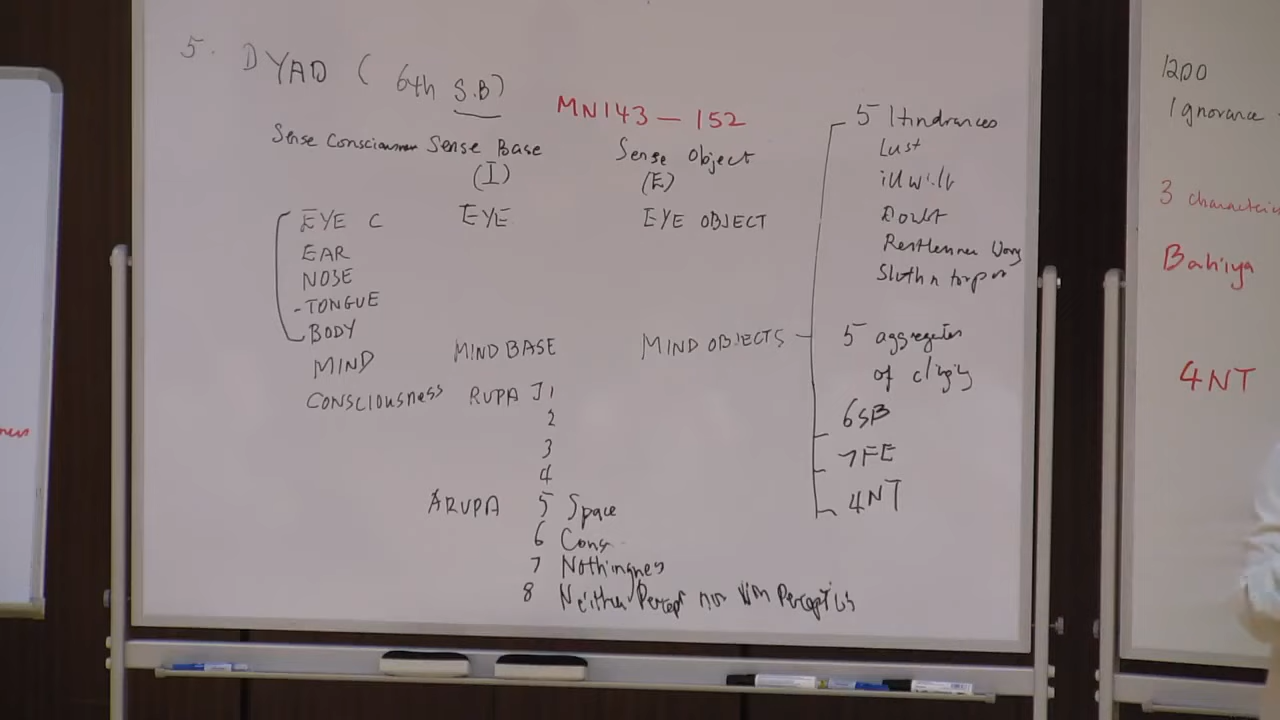 5. DYAD (6th S.B)
MN143 — 152
Sense Consciousness Sense Base Sense Object
(I) (E)
EYE C EYE EYE OBJECT
EAR
NOSE
-TONGUE
BODY
MIND MIND BASE MIND OBJECTS
CONSCIOUSNESS RUPA J1
2
3
4
ARUPA 5 Space
6 Cons
7 Nothingness
8 Neither Percept nor Non Perception
5 Hindrances
Lust
ill will
Doubt
Restlessness Worry
Sloth n torpor
5 aggregates
of clinging
6SB
7FE
4NT
12DO
Ignorance
3 characteris
Bahiya
4NT